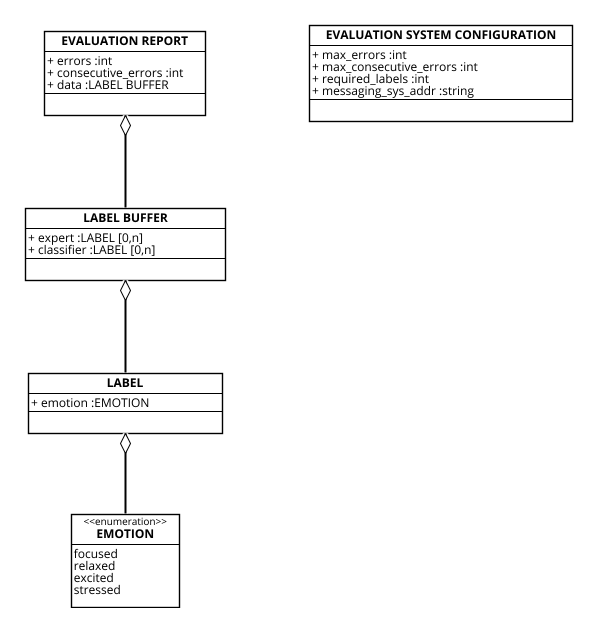 EVALUATION REPORT
+ errors :int
+ consecutive_errors :int
+ data :LABEL BUFFER
EVALUATION SYSTEM CONFIGURATION
+ max_errors :int
+ max_consecutive_errors :int
+ required_labels :int
+ messaging_sys_addr :string
LABEL BUFFER
+ expert :LABEL [0,n]
+ classifier :LABEL [0,n]
LABEL
+ emotion :EMOTION
<<enumeration>>
EMOTION
focused
relaxed
excited
stressed